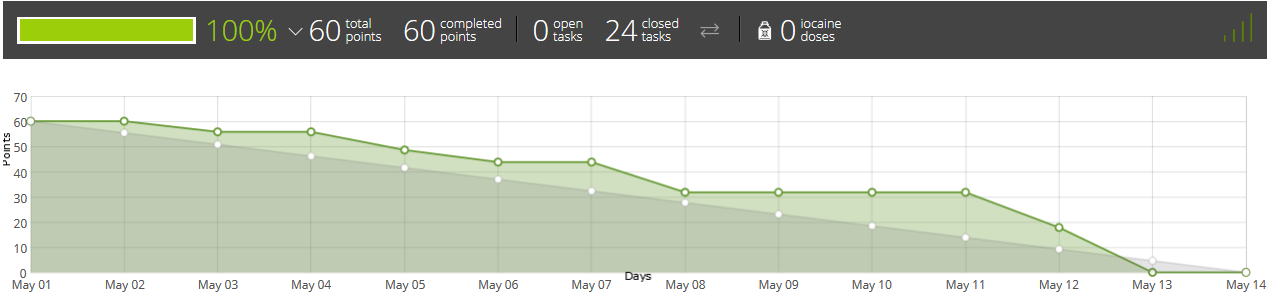 100% 60 total points 60 completed points 0 open tasks 24 closed tasks 0 iocaine doses
70
60
50
40
30
20
10
0
Points
Days
May 01 May 02 May 03 May 04 May 05 May 06 May 07 May 08 May 09 May 10 May 11 May 12 May 13 May 14